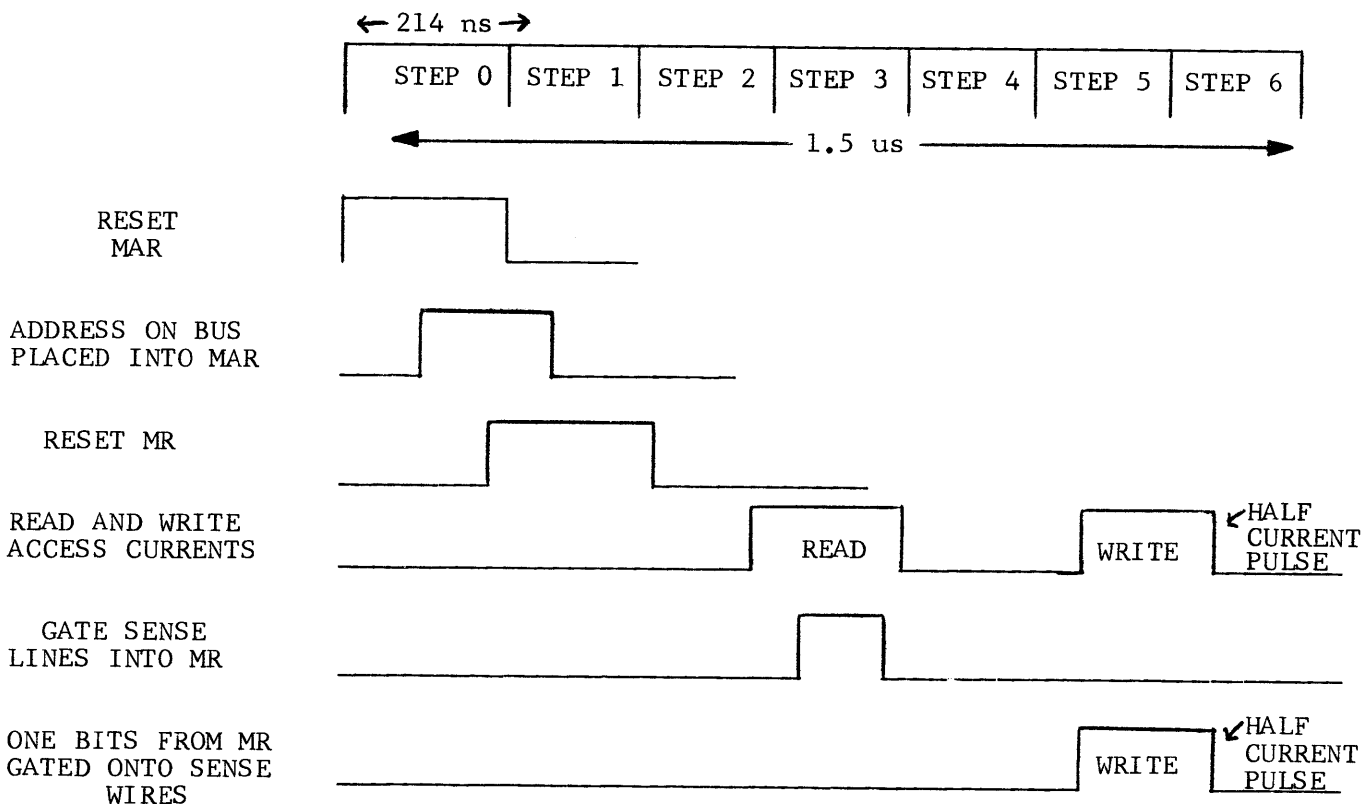 ← 214 ns →
STEP 0 STEP 1 STEP 2 STEP 3 STEP 4 STEP 5 STEP 6
1.5 us
RESET
MAR
ADDRESS ON BUS
PLACED INTO MAR
RESET MR
READ AND WRITE
ACCESS CURRENTS
READ
WRITE
HALF
CURRENT
PULSE
GATE SENSE
LINES INTO MR
ONE BITS FROM MR
GATED ONTO SENSE
WIRES
WRITE
HALF
CURRENT
PULSE